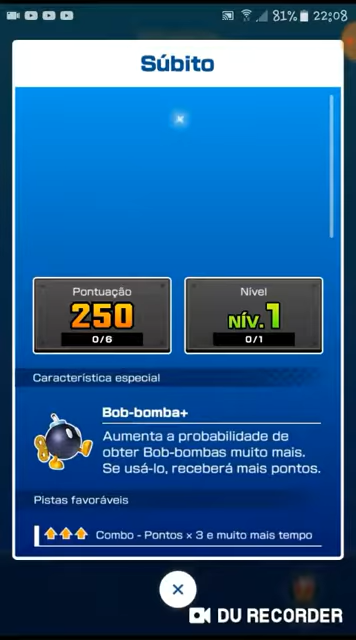 81% 22:08
Súbito
Pontuação
250
0/6
Nível
NÍV.1
0/1
Característica especial
Bob-bomba+
Aumenta a probabilidade de
obter Bob-bombas muito mais.
Se usá-lo, receberá mais pontos.
Pistas favoráveis
Combo - Pontos × 3 e muito mais tempo
DU RECORDER